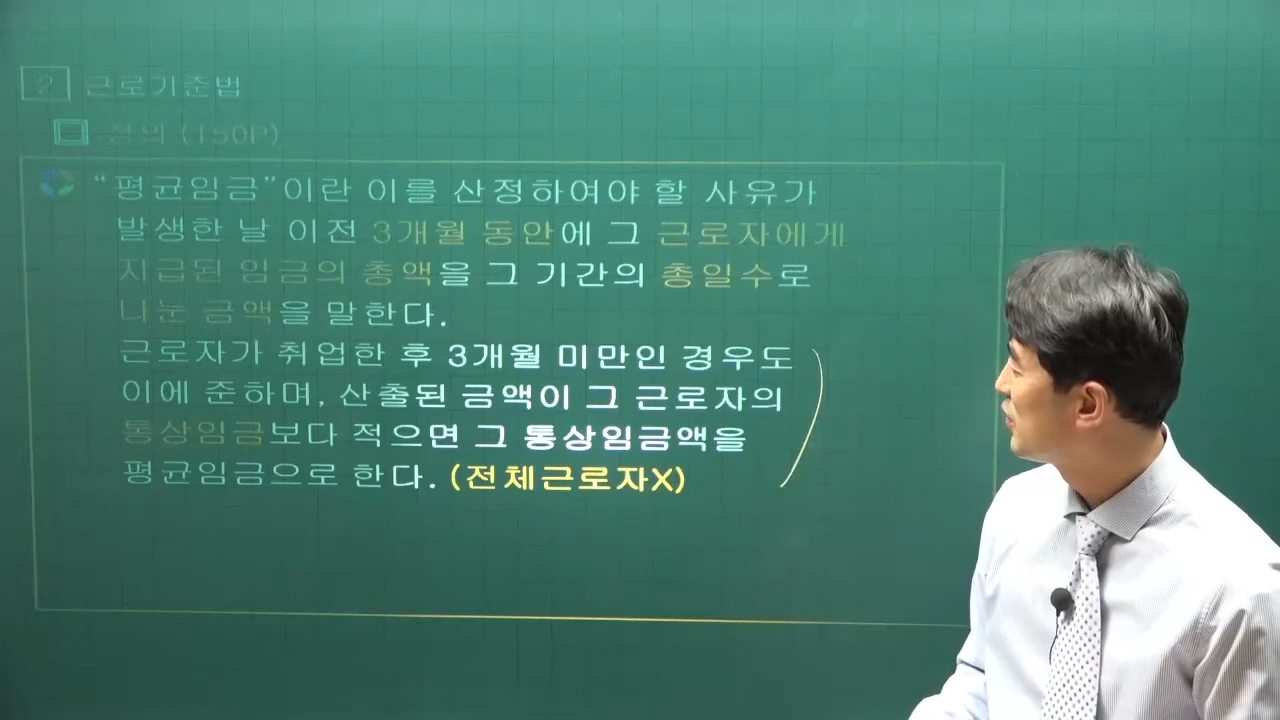 2 근로기준법
정의 (150P)
“평균임금”이란 이를 산정하여야 할 사유가
발생한 날 이전 3개월 동안에 그 근로자에게
지급된 임금의 총액을 그 기간의 총일수로
나눈 금액을 말한다.
근로자가 취업한 후 3개월 미만인 경우도
이에 준하며, 산출된 금액이 그 근로자의
통상임금보다 적으면 그 통상임금액을
평균임금으로 한다. (전체근로자X)